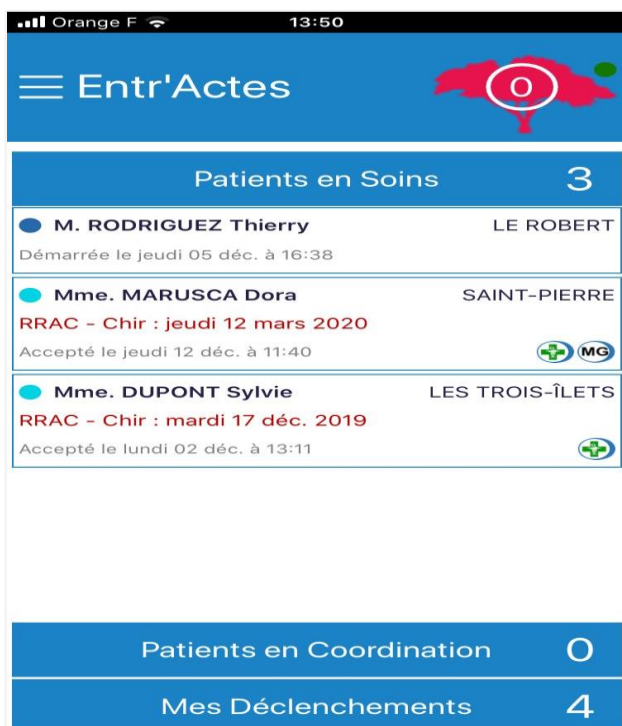 Orange F 13:50
Entr'Actes 0
Patients en Soins 3
M. RODRIGUEZ Thierry LE ROBERT
Démarrée le jeudi 05 déc. à 16:38
Mme. MARUSCA Dora SAINT-PIERRE
RRAC - Chir : jeudi 12 mars 2020
Accepté le jeudi 12 déc. à 11:40 MG
Mme. DUPONT Sylvie LES TROIS-ÎLETS
RRAC - Chir : mardi 17 déc. 2019
Accepté le lundi 02 déc. à 13:11
Patients en Coordination 0
Mes Déclenchements 4